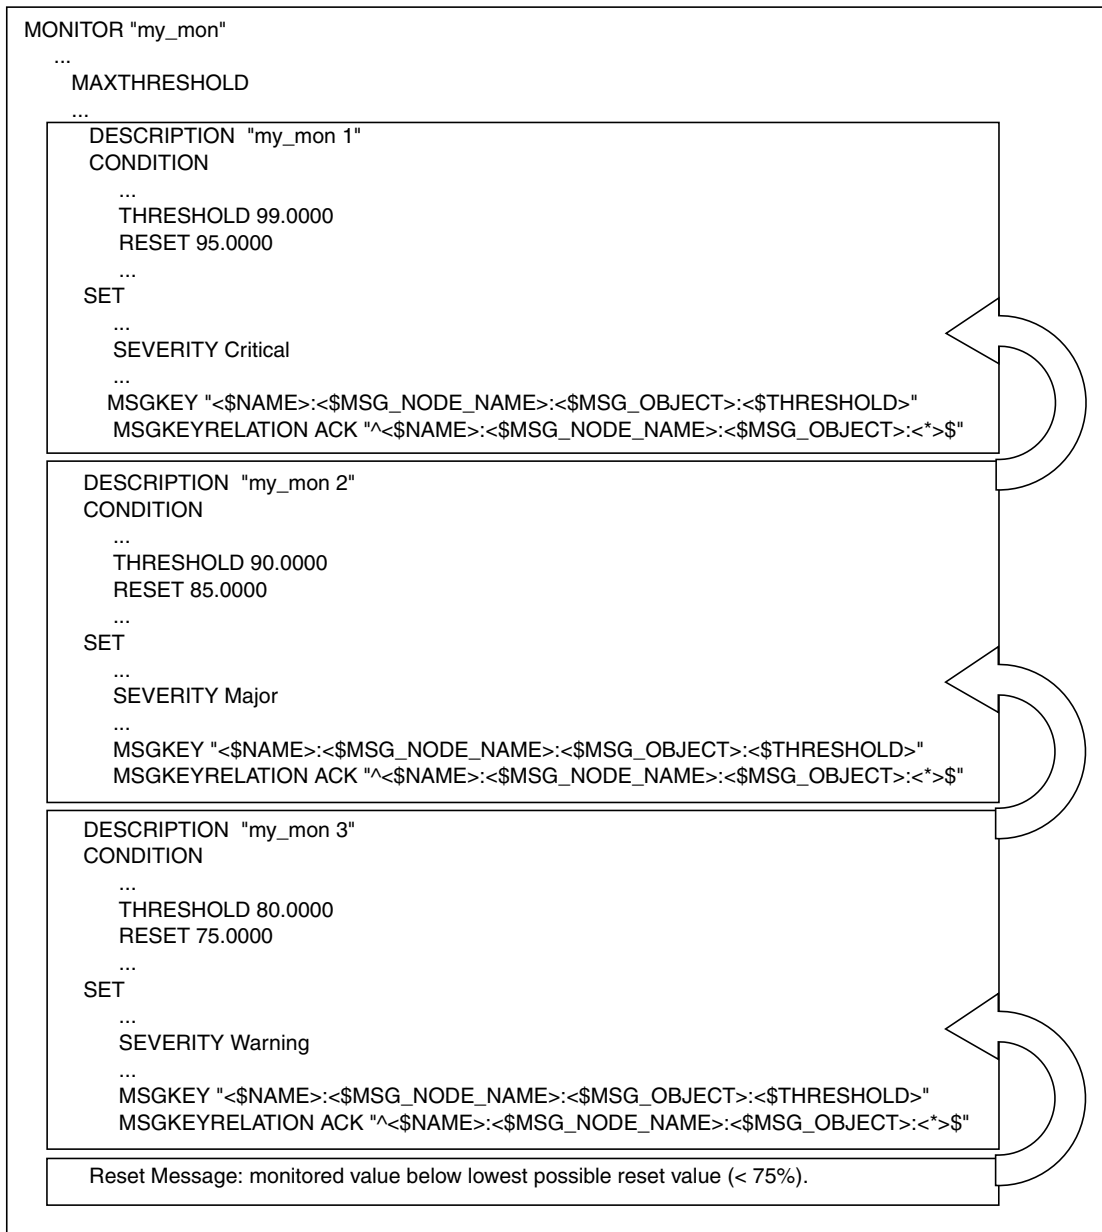 MONITOR "my_mon"
...
MAXTHRESHOLD
...
DESCRIPTION "my_mon 1"
CONDITION
...
THRESHOLD 99.0000
RESET 95.0000
...
SET
...
SEVERITY Critical
...
MSGKEY "<$NAME>:<$MSG_NODE_NAME>:<$MSG_OBJECT>:<$THRESHOLD>"
MSGKEYRELATION ACK "^<$NAME>:<$MSG_NODE_NAME>:<$MSG_OBJECT>:<*>$"
DESCRIPTION "my_mon 2"
CONDITION
...
THRESHOLD 90.0000
RESET 85.0000
...
SET
...
SEVERITY Major
...
MSGKEY "<$NAME>:<$MSG_NODE_NAME>:<$MSG_OBJECT>:<$THRESHOLD>"
MSGKEYRELATION ACK "^<$NAME>:<$MSG_NODE_NAME>:<$MSG_OBJECT>:<*>$"
DESCRIPTION "my_mon 3"
CONDITION
...
THRESHOLD 80.0000
RESET 75.0000
...
SET
...
SEVERITY Warning
...
MSGKEY "<$NAME>:<$MSG_NODE_NAME>:<$MSG_OBJECT>:<$THRESHOLD>"
MSGKEYRELATION ACK "^<$NAME>:<$MSG_NODE_NAME>:<$MSG_OBJECT>:<*>$"
Reset Message: monitored value below lowest possible reset value (< 75%).